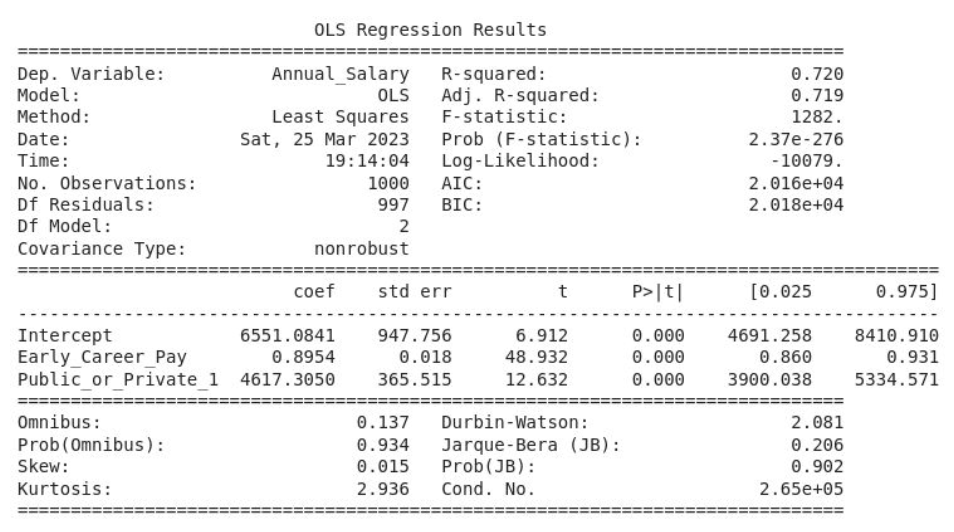 OLS Regression Results
==============================================================================
Dep. Variable:          Annual_Salary   R-squared:                       0.720
Model:                            OLS   Adj. R-squared:                  0.719
Method:                 Least Squares   F-statistic:                     1282.
Date:                Sat, 25 Mar 2023   Prob (F-statistic):          2.37e-276
Time:                        19:14:04   Log-Likelihood:                -10079.
No. Observations:                1000   AIC:                         2.016e+04
Df Residuals:                     997   BIC:                         2.018e+04
Df Model:                           2
Covariance Type:            nonrobust
=======================================================================================
                          coef    std err          t      P>|t|      [0.025      0.975]
---------------------------------------------------------------------------------------
Intercept            6551.0841    947.756      6.912      0.000    4691.258    8410.910
Early_Career_Pay        0.8954      0.018     48.932      0.000       0.860       0.931
Public_or_Private_1  4617.3050    365.515     12.632      0.000    3900.038    5334.571
==============================================================================
Omnibus:                        0.137   Durbin-Watson:                   2.081
Prob(Omnibus):                  0.934   Jarque-Bera (JB):                0.206
Skew:                           0.015   Prob(JB):                        0.902
Kurtosis:                       2.936   Cond. No.                     2.65e+05
==============================================================================